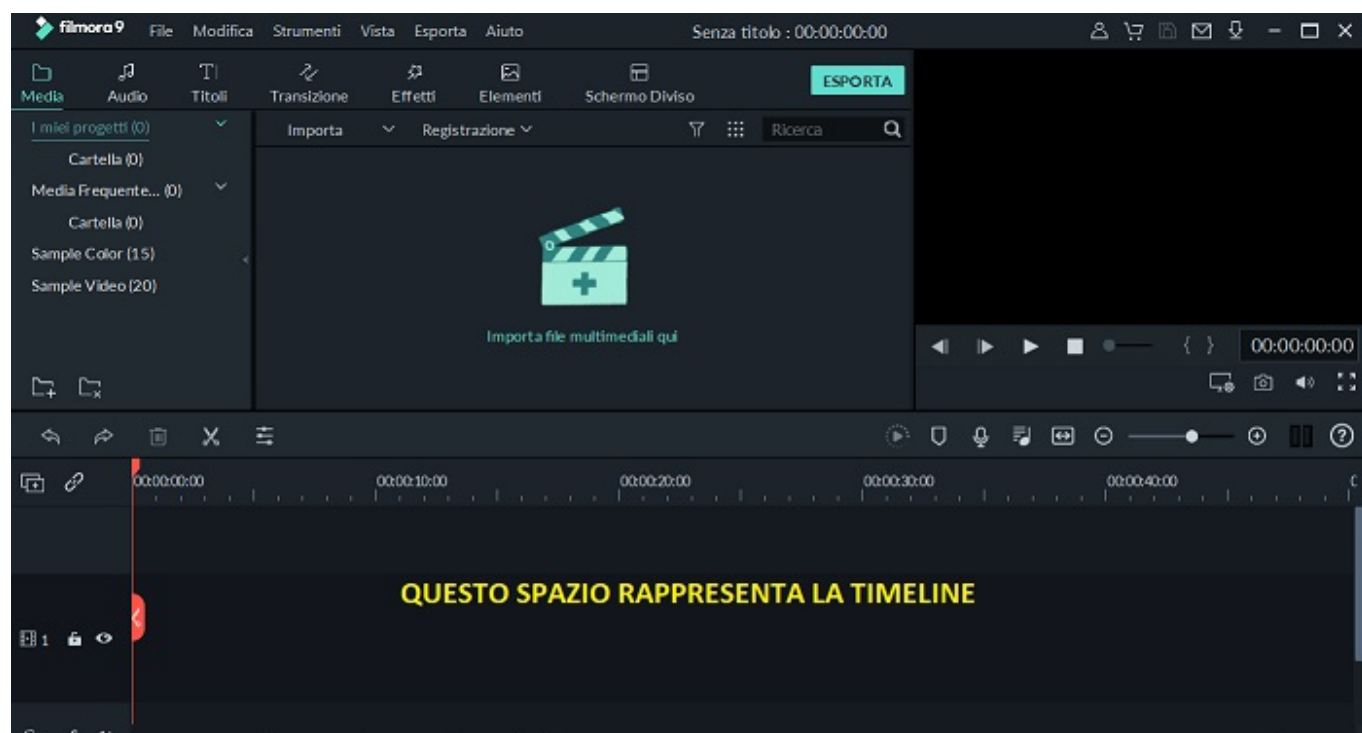 filmora9 File Modifica Strumenti Vista Esporta Aiuto Senza titolo : 00:00:00:00
Media Audio Titoli Transizione Effetti Elementi Schermo Diviso ESPORTA
I miei progetti (0) Importa Registrazione Ricerca
Cartella (0)
Media Frequente... (0)
Cartella (0)
Sample Color (15)
Sample Video (20)
Importa file multimediali qui
00:00:00:00
00:00:00:00 00:00:10:00 00:00:20:00 00:00:30:00 00:00:40:00
QUESTO SPAZIO RAPPRESENTA LA TIMELINE
1